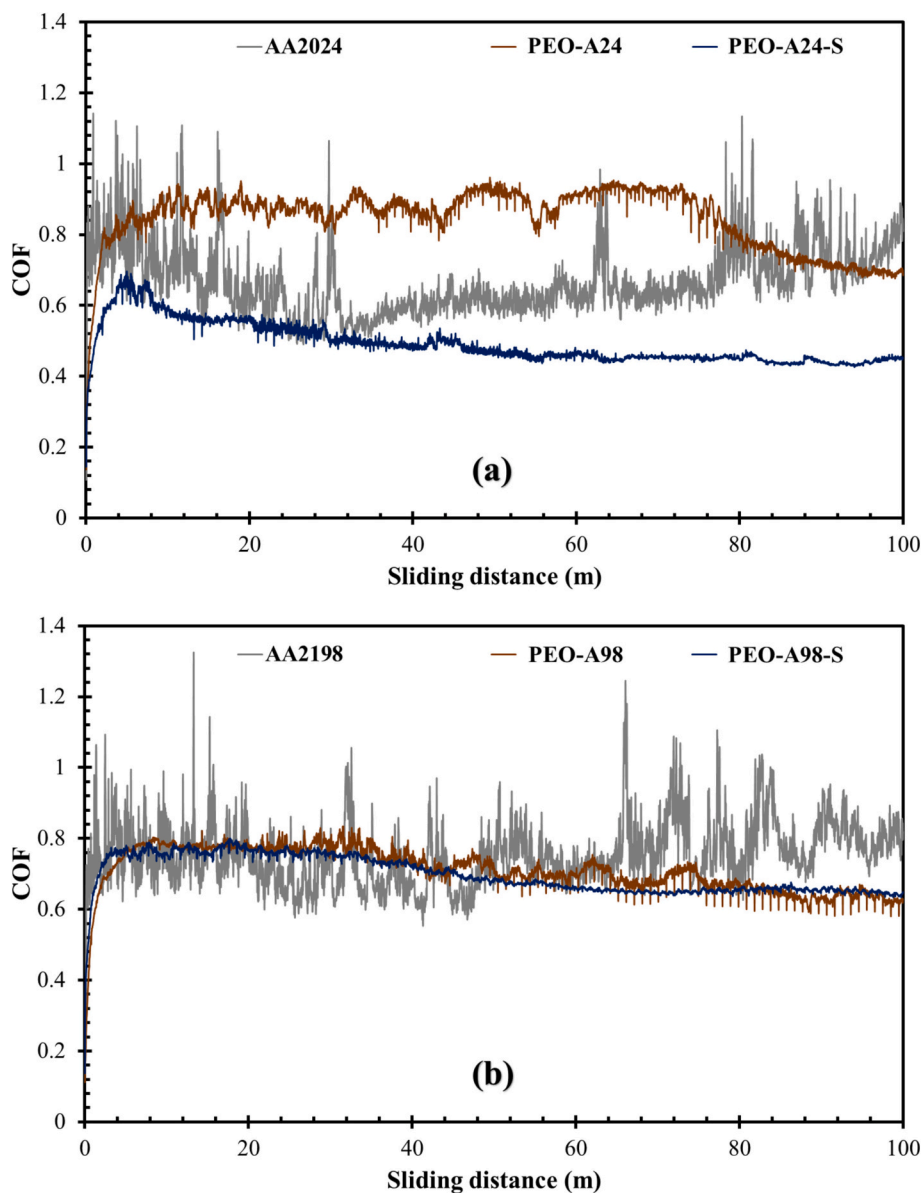 1.4
AA2024 PEO-A24 PEO-A24-S
1.2
1
0.8
COF
0.6
0.4
0.2
(a)
0
0 20 40 60 80 100
Sliding distance (m)
1.4
AA2198 PEO-A98 PEO-A98-S
1.2
1
0.8
COF
0.6
0.4
0.2
(b)
0
0 20 40 60 80 100
Sliding distance (m)